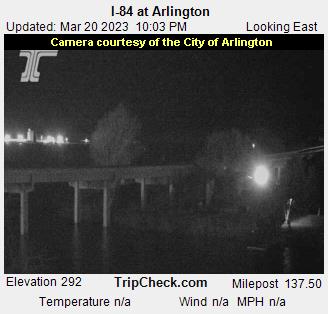 I-84 at Arlington
Updated: Mar 20 2023 10:03 PM Looking East
Camera courtesy of the City of Arlington
Elevation 292 TripCheck.com Milepost 137.50
Temperature n/a Wind n/a MPH n/a